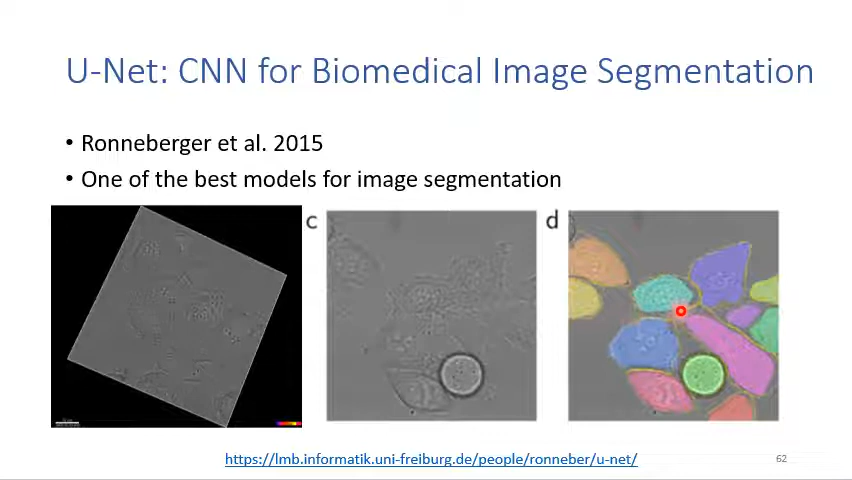 U-Net: CNN for Biomedical Image Segmentation
• Ronneberger et al. 2015
• One of the best models for image segmentation
c
d
https://lmb.informatik.uni-freiburg.de/people/ronneber/u-net/
62